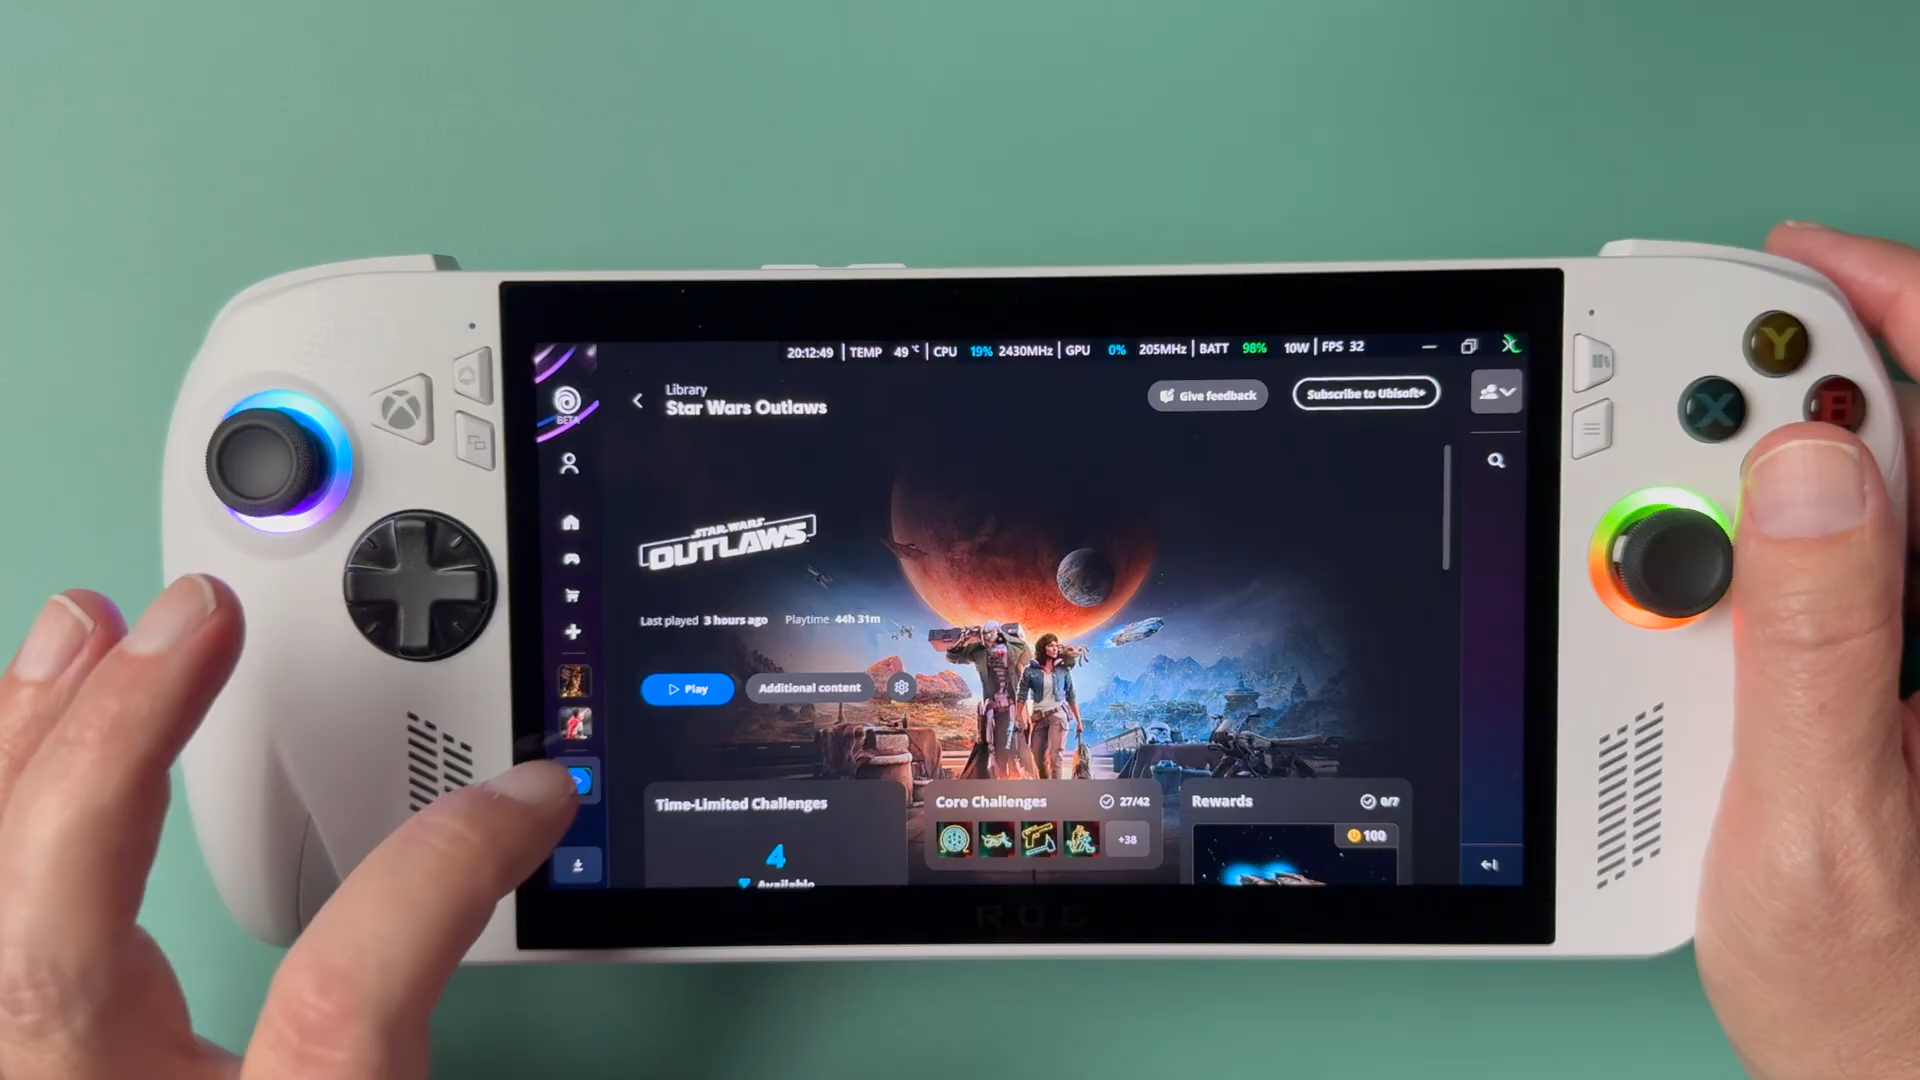 20:12:49 | TEMP 49 °C | CPU 19% 2430MHz | GPU 0% 205MHz | BATT 98% 10W | FPS 32
BETA
Library
Star Wars Outlaws
Give feedback
Subscribe to Ubisoft+
STAR WARS
OUTLAWS
Last played 3 hours ago Playtime 44h 31m
Play
Additional content
Time-Limited Challenges
4
Available
Core Challenges 27/42
+38
Rewards 0/7
100
ROG
Y
X
B